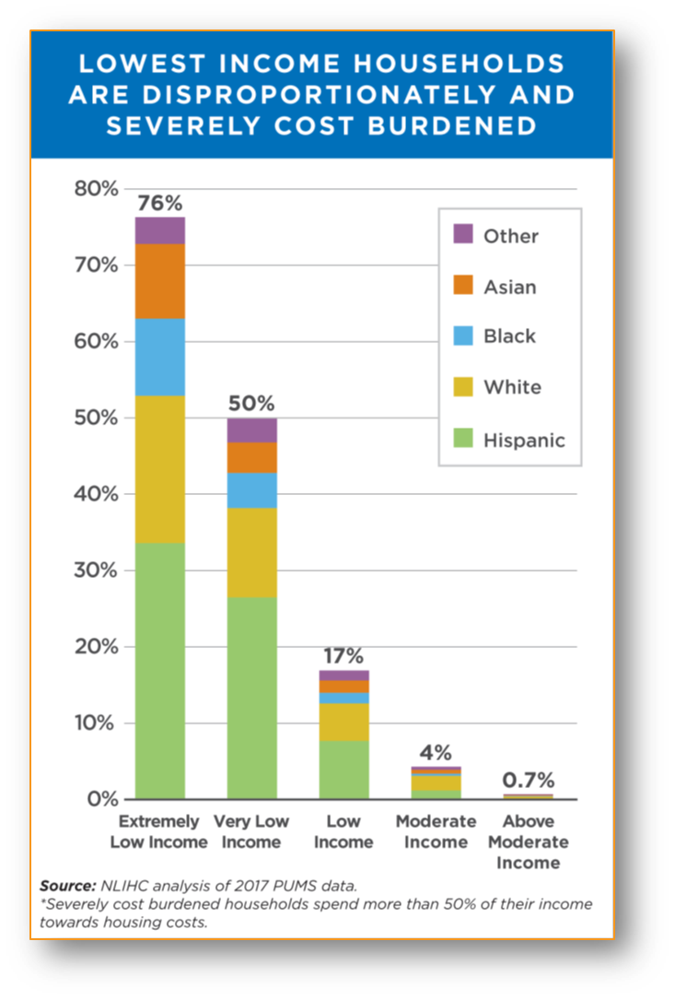 LOWEST INCOME HOUSEHOLDS
ARE DISPROPORTIONATELY AND
SEVERELY COST BURDENED
80%
76%
70%
60%
50%
50%
40%
30%
20%
17%
10%
4%
0.7%
0%
Other
Asian
Black
White
Hispanic
Extremely
Low Income
Very Low
Income
Low
Income
Moderate
Income
Above
Moderate
Income
Source: NLIHC analysis of 2017 PUMS data.
*Severely cost burdened households spend more than 50% of their income
towards housing costs.